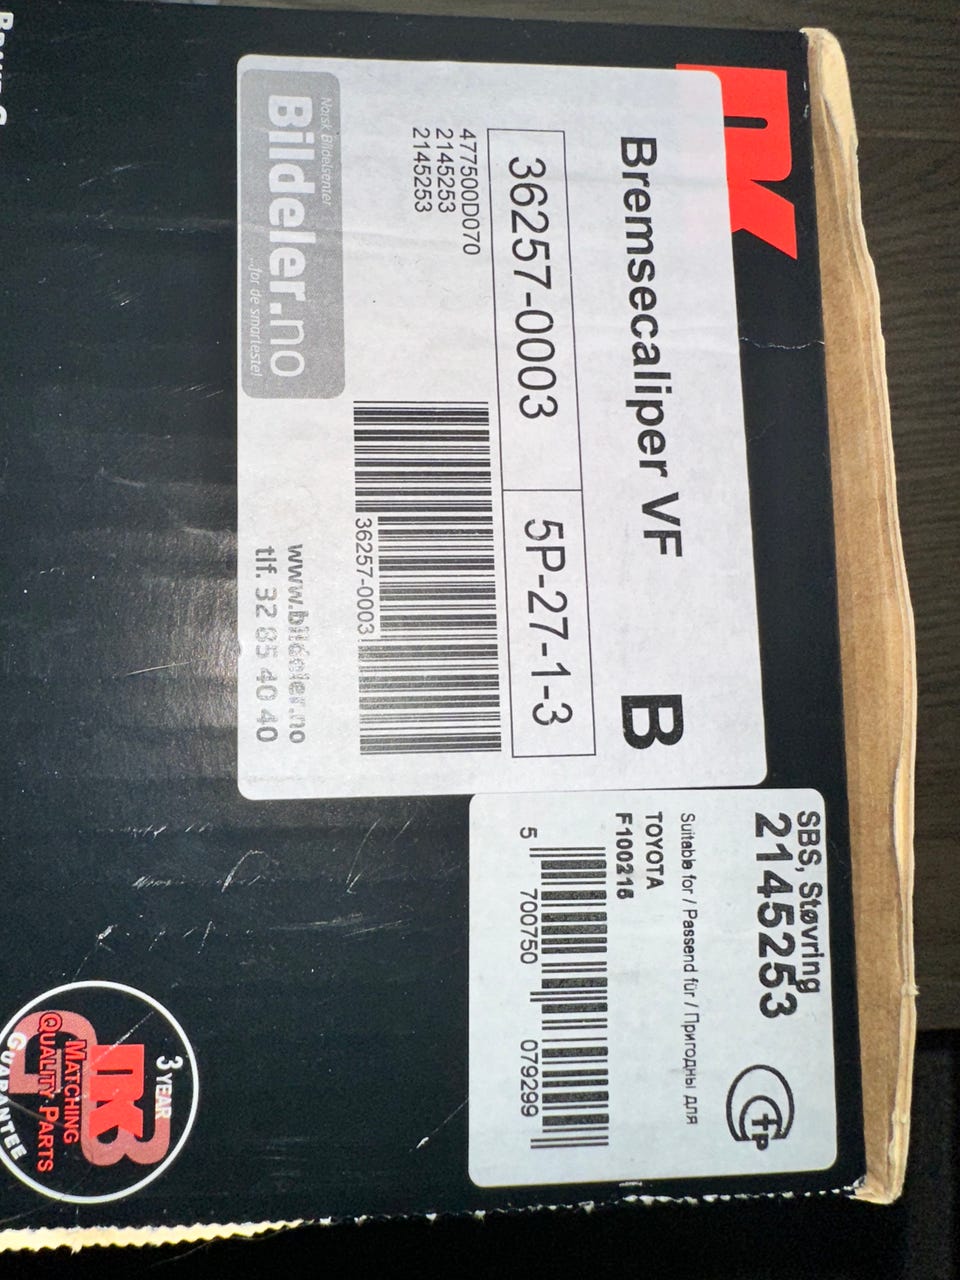 Bremsecaliper VF B
36257-0003 5P-27-1-3
477500D070
2145253
2145253
36257-0003
Norsk Bildelsenter
Bildeler.no
...for de smarteste!
www.bildeler.no
tlf. 32 85 40 40
SBS, Støvring
2145253
Suitable for / Passend für / Пригодны для
TOYOTA
F100216
5 700750 079299
3 YEAR
MATCHING
QUALITY PARTS
GUARANTEE